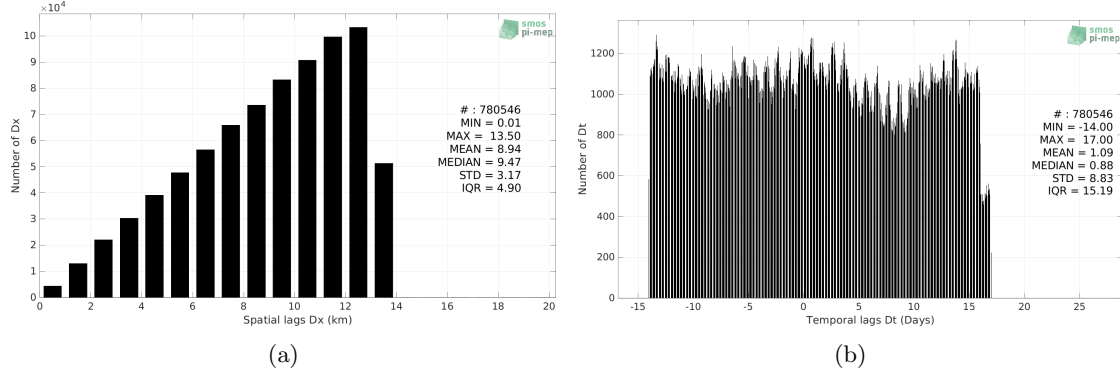 ×10⁴
10
9
8
7
6
5
4
3
2
1
0
0 2 4 6 8 10 12 14 16 18 20
Number of Dx
Spatial lags Dx (km)
smos
pi-mep
# : 780546
MIN = 0.01
MAX = 13.50
MEAN = 8.94
MEDIAN = 9.47
STD = 3.17
IQR = 4.90
(a)
1200
1000
800
600
400
200
0
-15 -10 -5 0 5 10 15 20 25
Number of Dt
Temporal lags Dt (Days)
smos
pi-mep
# : 780546
MIN = -14.00
MAX = 17.00
MEAN = 1.09
MEDIAN = 0.88
STD = 8.83
IQR = 15.19
(b)